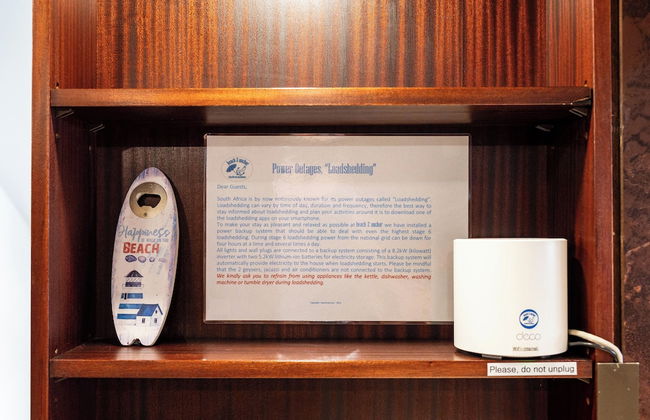 Power Outages, "Loadshedding"
Dear Guests,
South Africa is by now notoriously known for its power outages called "Loadshedding".
Loadshedding can vary by time of day, duration and frequency, therefore the best way to
stay informed about loadshedding and plan your activities around it is to download one of
the loadshedding apps on your smartphone.
To make your stay as pleasant and relaxed as possible at beach & anchor we have installed a
power backup system that should be able to deal with even the highest stage 6
loadshedding. During stage 6 loadshedding power from the national grid can be down for
four hours at a time and several times a day.
All lights and wall plugs are connected to a backup system consisting of a 8.2kW (kilowatt)
inverter with two 5.2kW lithium-ion batteries for electricity storage. This backup system will
automatically provide electricity to the house when loadshedding starts. Please be mindful
that the 2 geysers, jacuzzi and air conditioners are not connected to the backup system.
We kindly ask you to refrain from using appliances like the kettle, dishwasher, washing
machine or tumble dryer during loadshedding.
Happiness
BEACH
deco
Please, do not unplug